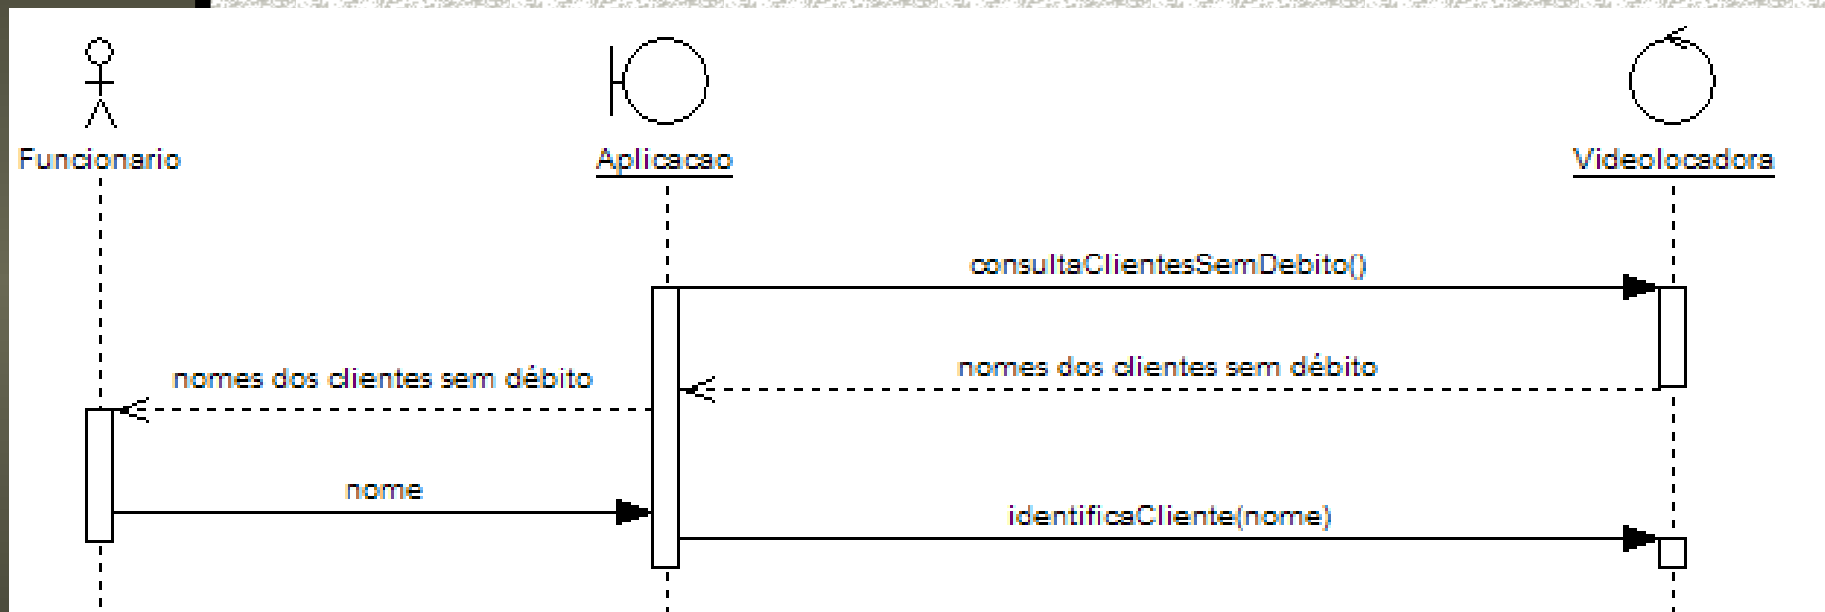 Funcionario
Aplicacao
Videolocadora
consultaClientesSemDebito()
nomes dos clientes sem débito
nomes dos clientes sem débito
nome
identificaCliente(nome)